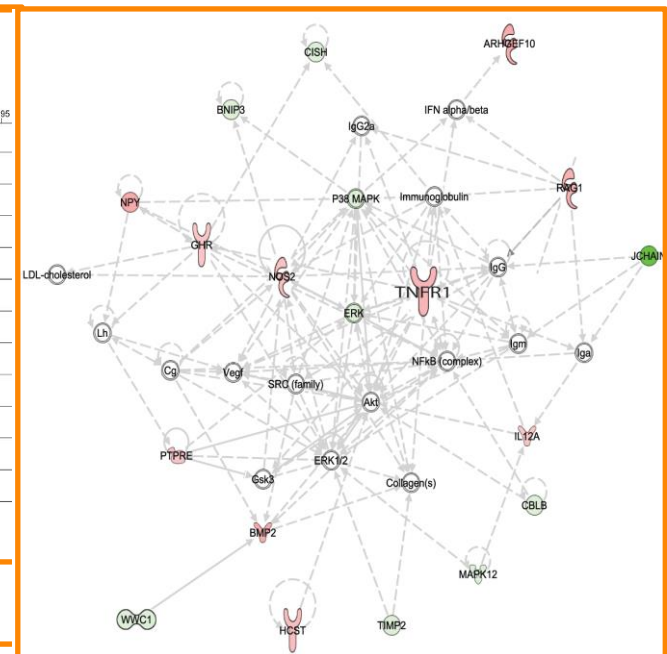 95
ARHGEF10
CISH
BNIP3
IFN alpha/beta
IgG2a
RAG1
NPY
P38 MAPK
Immunoglobulin
GHR
JCHAIN
LDL-cholesterol
NOS2
IgG
TNFR1
ERK
Lh
NFkB (complex)
Igm
Iga
Cg
Vegf
SRC (family)
Akt
IL12A
PTPRE
ERK1/2
Gsk3
Collagen(s)
CBLB
BMP2
MAPK12
WWC1
TIMP2
HCST